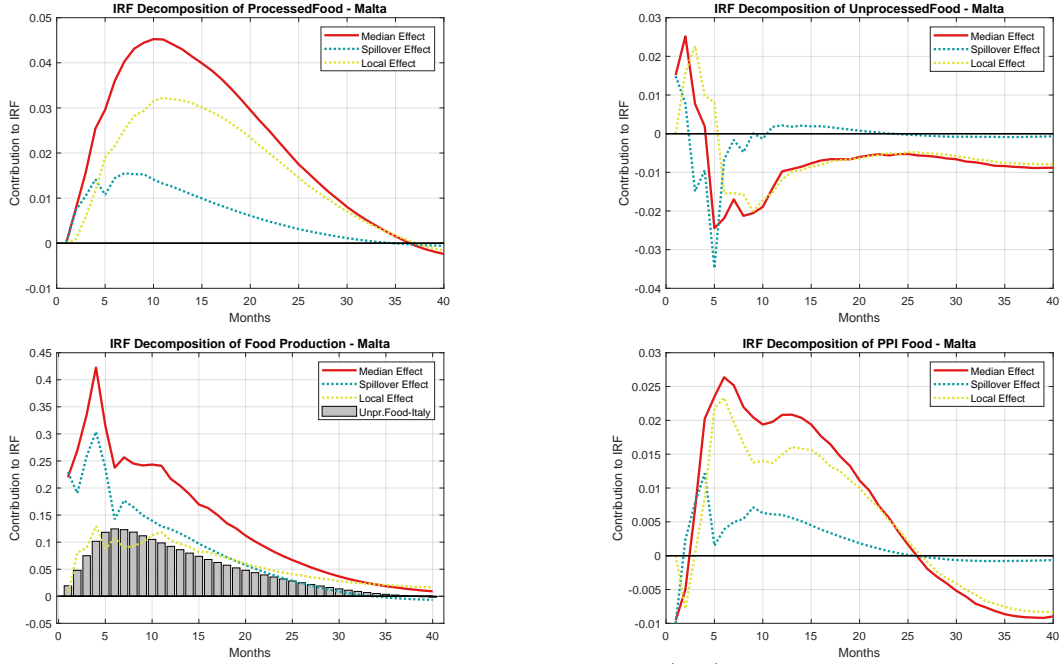 IRF Decomposition of ProcessedFood - Malta
0.05
0.04
0.03
0.02
0.01
0
-0.01
Contribution to IRF
Median Effect
Spillover Effect
Local Effect
0 5 10 15 20 25 30 35 40
Months
IRF Decomposition of UnprocessedFood - Malta
0.03
0.02
0.01
0
-0.01
-0.02
-0.03
-0.04
Contribution to IRF
Median Effect
Spillover Effect
Local Effect
0 5 10 15 20 25 30 35 40
Months
IRF Decomposition of Food Production - Malta
0.45
0.4
0.35
0.3
0.25
0.2
0.15
0.1
0.05
0
-0.05
Contribution to IRF
Median Effect
Spillover Effect
Local Effect
Unpr.Food-Italy
0 5 10 15 20 25 30 35 40
Months
IRF Decomposition of PPI Food - Malta
0.03
0.025
0.02
0.015
0.01
0.005
0
-0.005
-0.01
Contribution to IRF
Median Effect
Spillover Effect
Local Effect
0 5 10 15 20 25 30 35 40
Months